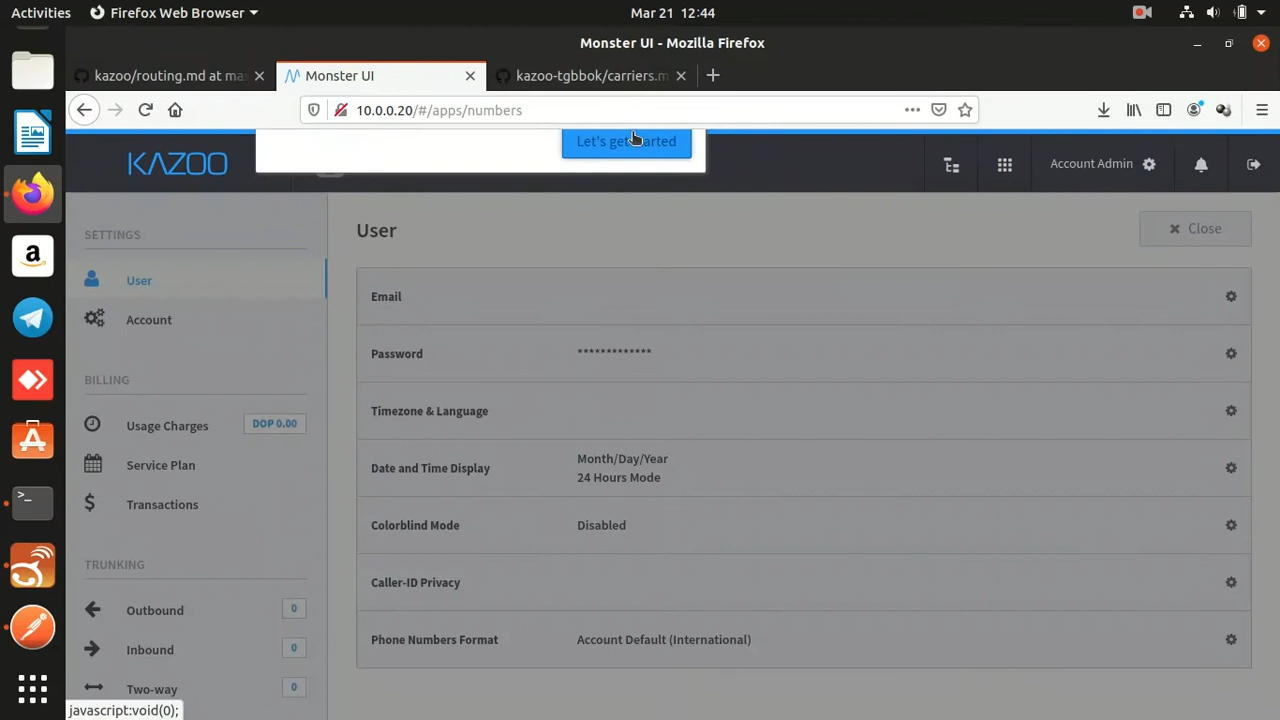 Activities
Firefox Web Browser
Mar 21 12:44
Monster UI - Mozilla Firefox
kazoo/routing.md at mas
Monster UI
kazoo-tgbbok/carriers.m
10.0.0.20/#/apps/numbers
Let's get started
KAZOO
Account Admin
SETTINGS
User
Account
BILLING
Usage Charges
DOP 0.00
Service Plan
Transactions
TRUNKING
Outbound
0
Inbound
0
Two-way
0
User
Close
Email
Password
*************
Timezone & Language
Date and Time Display
Month/Day/Year
24 Hours Mode
Colorblind Mode
Disabled
Caller-ID Privacy
Phone Numbers Format
Account Default (International)
javascript:void(0);